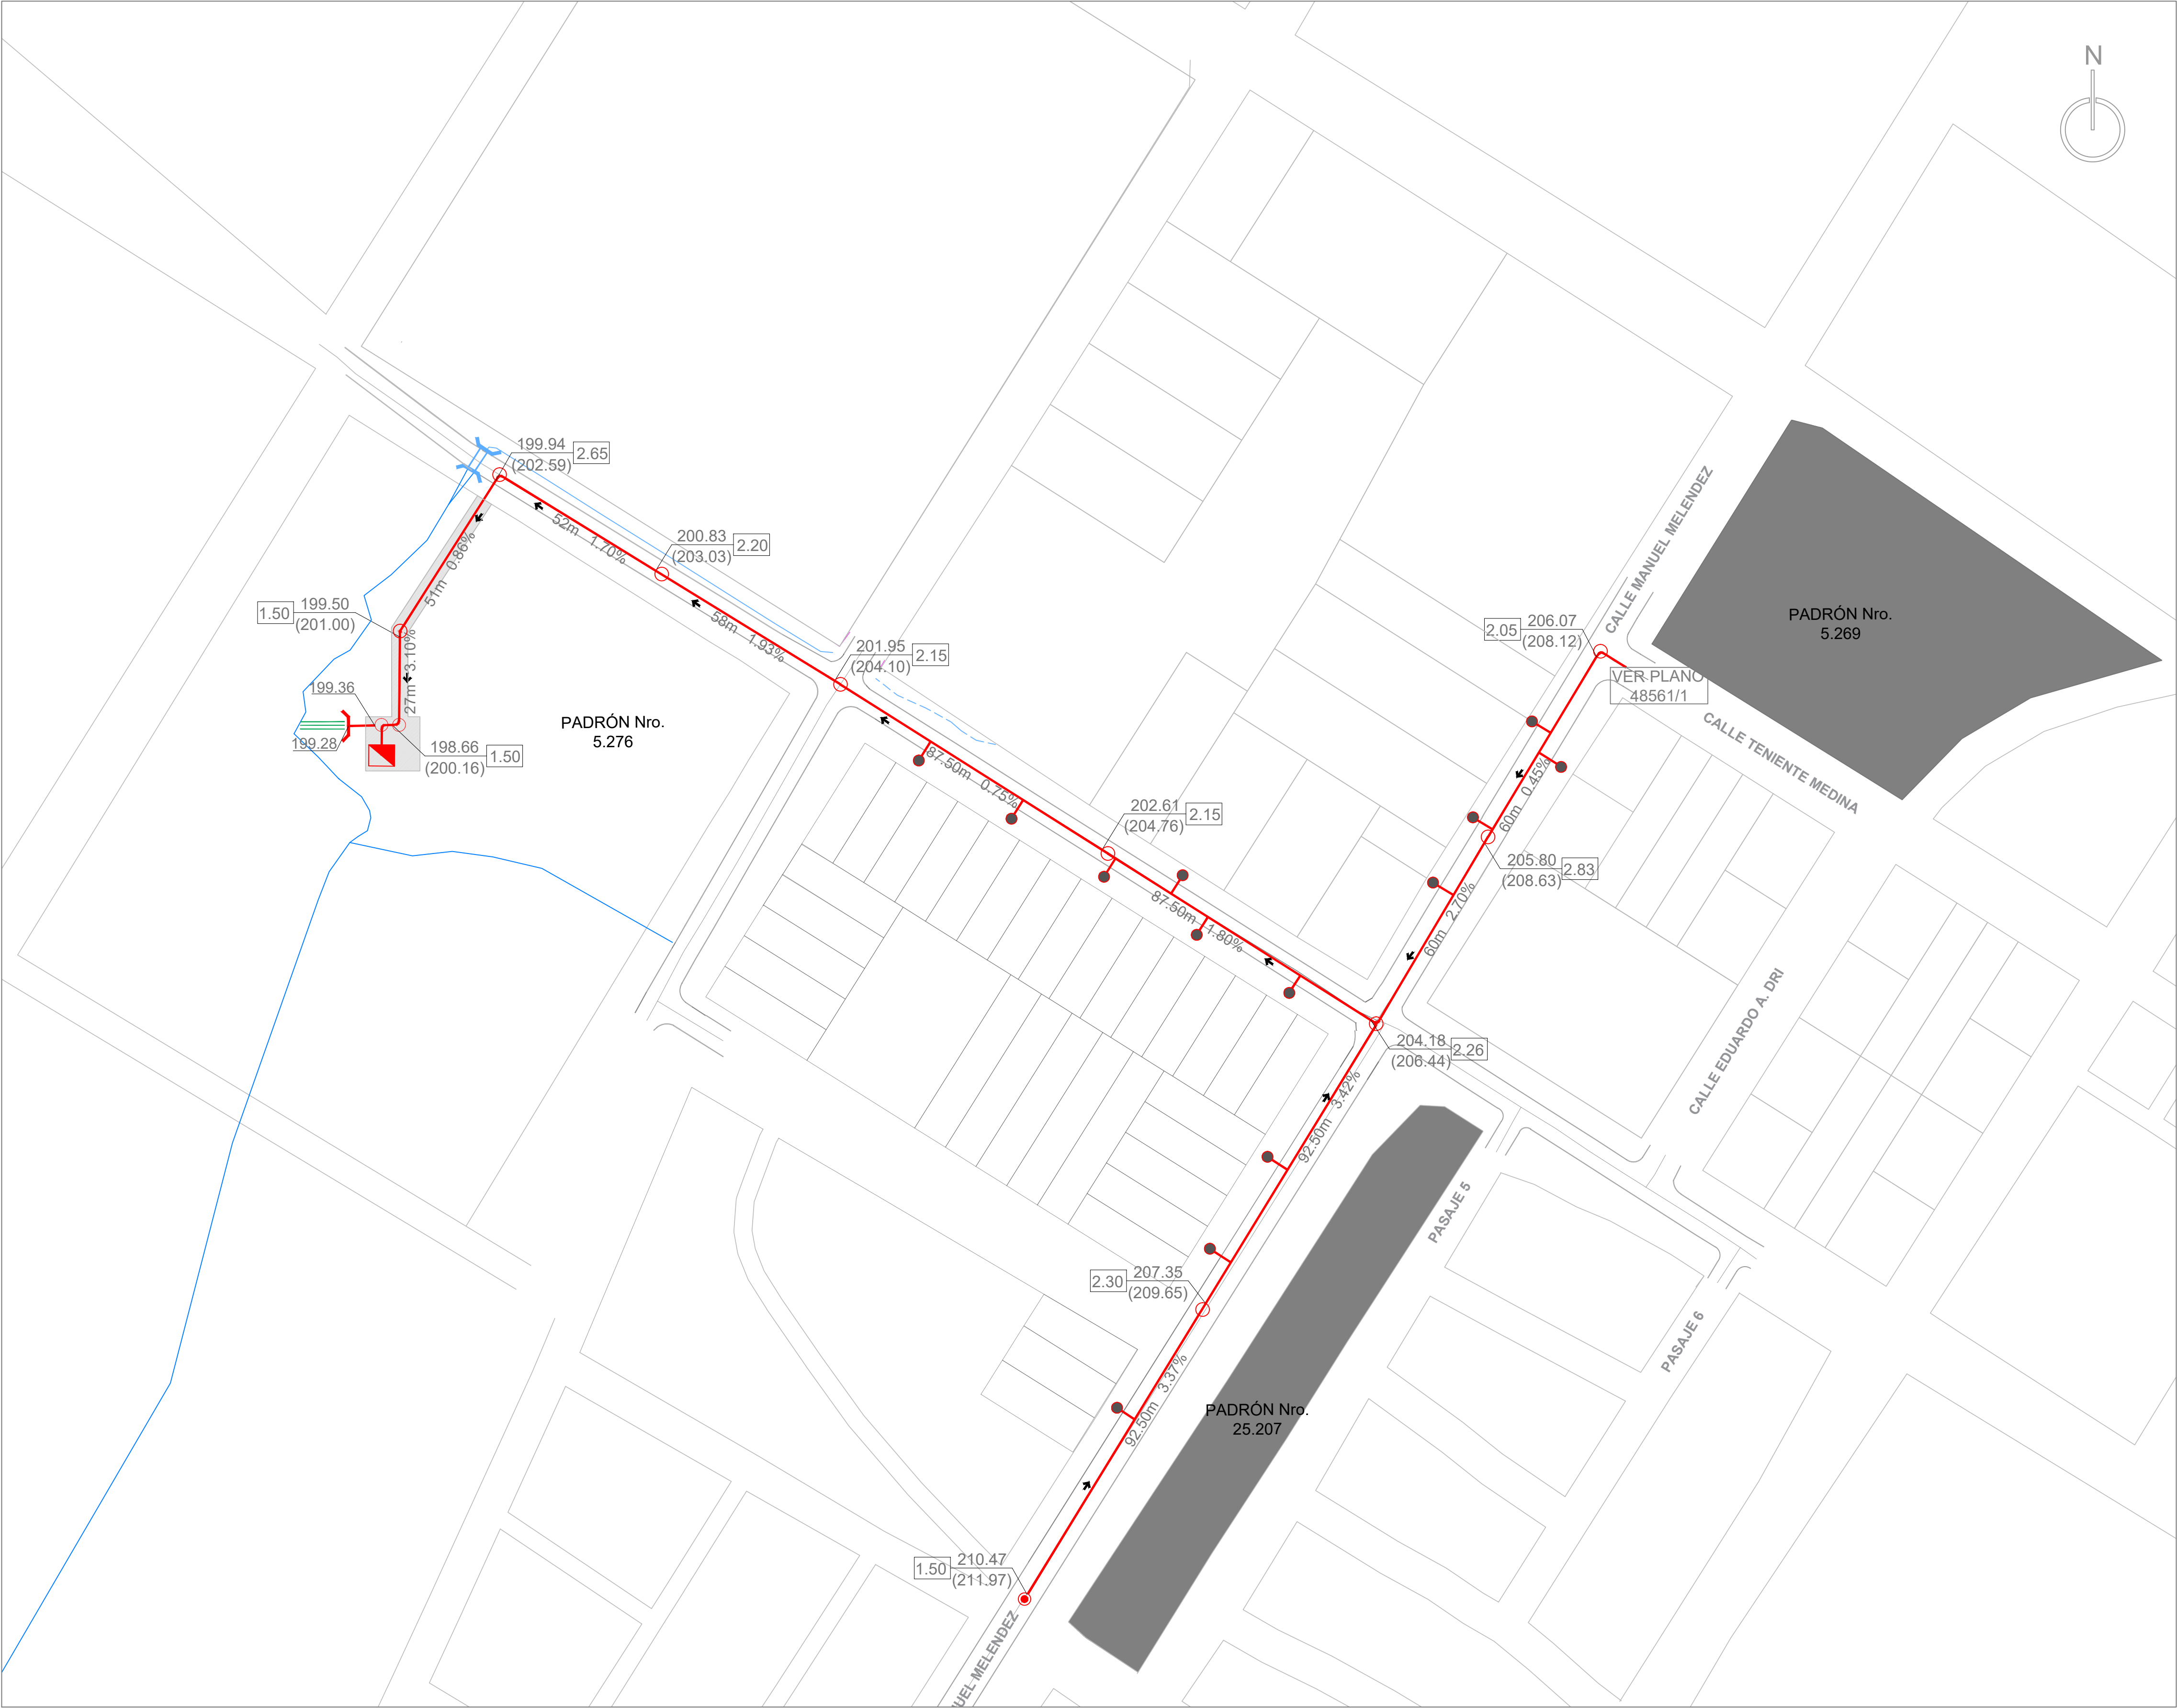 N
199.94
(202.59)
2.65
52m 1.70%
200.83
(203.03)
2.20
51m 0.86%
1.50
199.50
(201.00)
27m 3.10%
199.36
199.28
198.66
(200.16)
1.50
PADRÓN Nro.
5.276
58m 1.93%
201.95
(204.10)
2.15
87.50m 0.75%
202.61
(204.76)
2.15
87.50m 1.80%
CALLE MANUEL MELENDEZ
PADRÓN Nro.
5.269
2.05
206.07
(208.12)
VER PLANO
48561/1
CALLE TENIENTE MEDINA
60m 0.45%
205.80
(208.63)
2.83
60m 2.70%
CALLE EDUARDO A. DRI
204.18
(206.44)
2.26
92.50m 3.42%
PASAJE 5
2.30
207.35
(209.65)
PASAJE 6
92.50m 3.37%
PADRÓN Nro.
25.207
1.50
210.47
(211.97)
UEL MELENDEZ